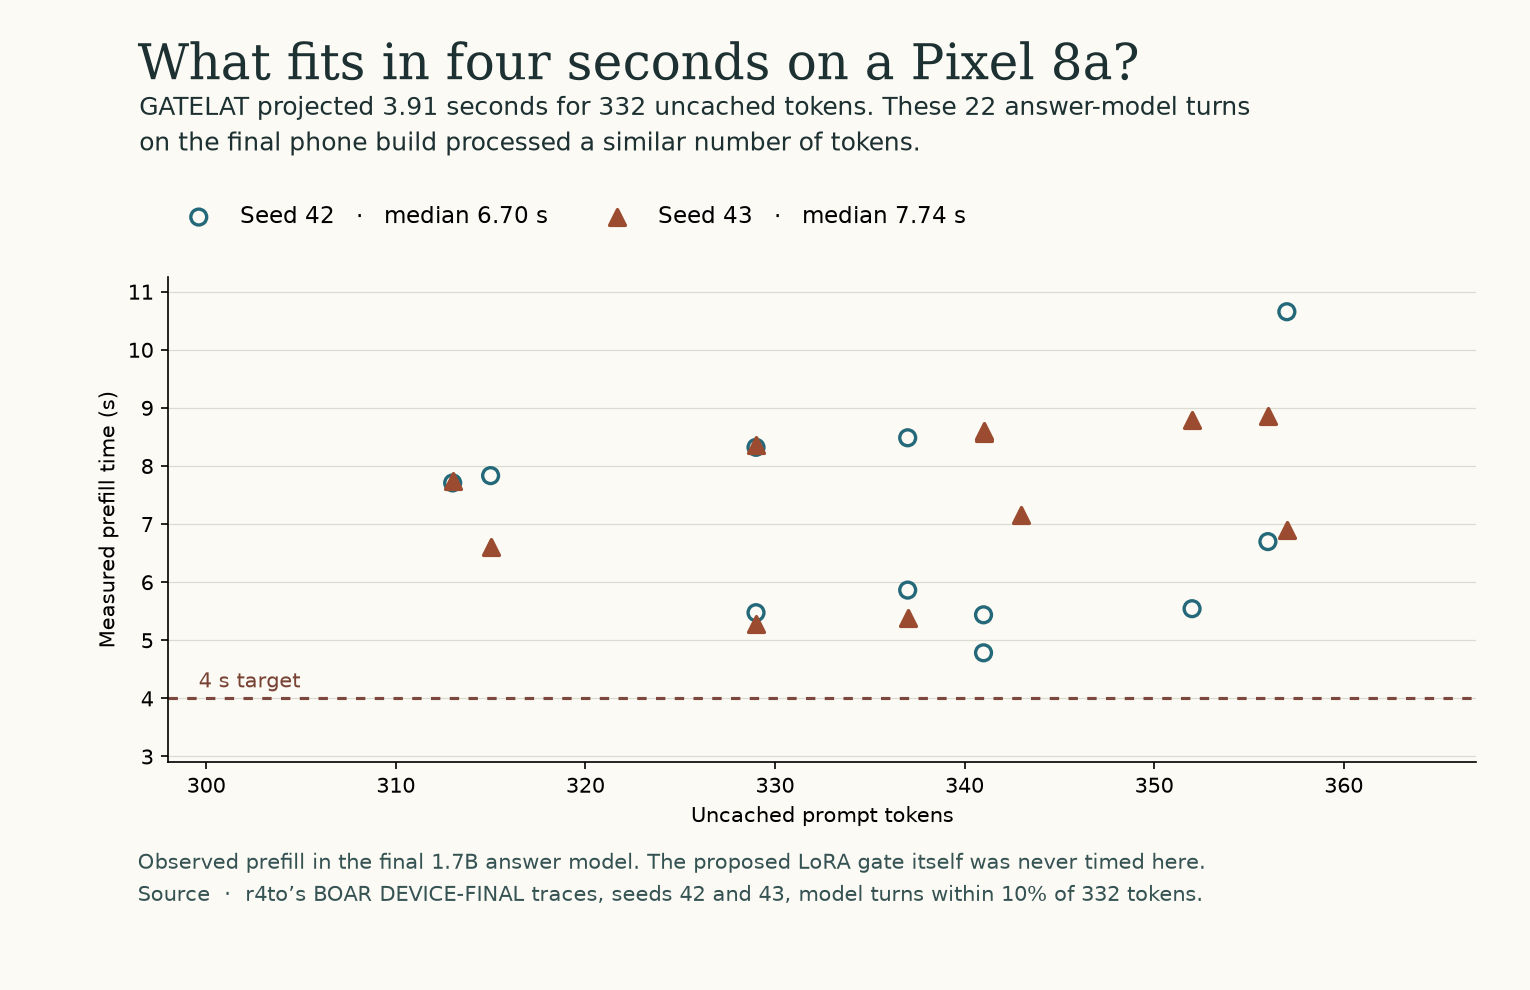 What fits in four seconds on a Pixel 8a?
GATELAT projected 3.91 seconds for 332 uncached tokens. These 22 answer-model turns
on the final phone build processed a similar number of tokens.
Seed 42 · median 6.70 s
Seed 43 · median 7.74 s
Measured prefill time (s)
11
10
9
8
7
6
5
4 s target
4
3
300
310
320
330
340
350
360
Uncached prompt tokens
Observed prefill in the final 1.7B answer model. The proposed LoRA gate itself was never timed here.
Source · r4to’s BOAR DEVICE-FINAL traces, seeds 42 and 43, model turns within 10% of 332 tokens.